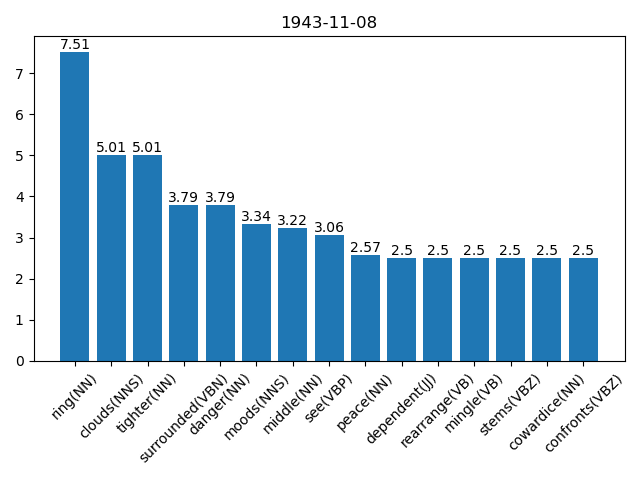 1943-11-08
7.51
5.01 5.01
3.79 3.79
3.34 3.22 3.06
2.57 2.5 2.5 2.5 2.5 2.5 2.5
7
6
5
4
3
2
1
0
ring(NN)
clouds(NNS)
tighter(NN)
surrounded(VBN)
danger(NN)
moods(NNS)
middle(NN)
see(VBP)
peace(NN)
dependent(JJ)
rearrange(VB)
mingle(VB)
stems(VBZ)
cowardice(NN)
confronts(VBZ)